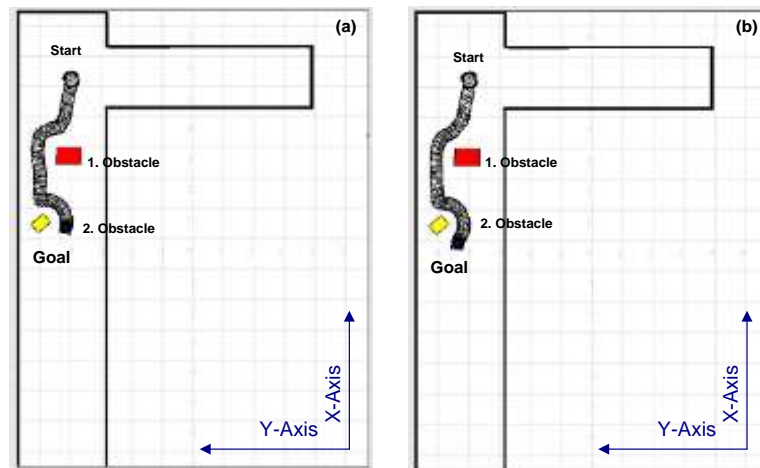 (a)
Start
1. Obstacle
2. Obstacle
Goal
X-Axis
Y-Axis
(b)
Start
1. Obstacle
2. Obstacle
Goal
X-Axis
Y-Axis